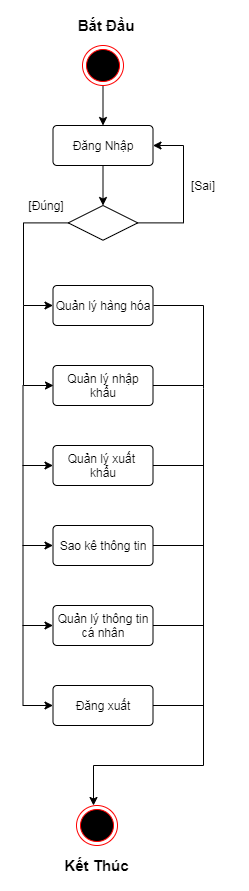 Bắt Đầu
Đăng Nhập
[Sai]
[Đúng]
Quản lý hàng hóa
Quản lý nhập
khẩu
Quản lý xuất
khẩu
Sao kê thông tin
Quản lý thông tin
cá nhân
Đăng xuất
Kết Thúc